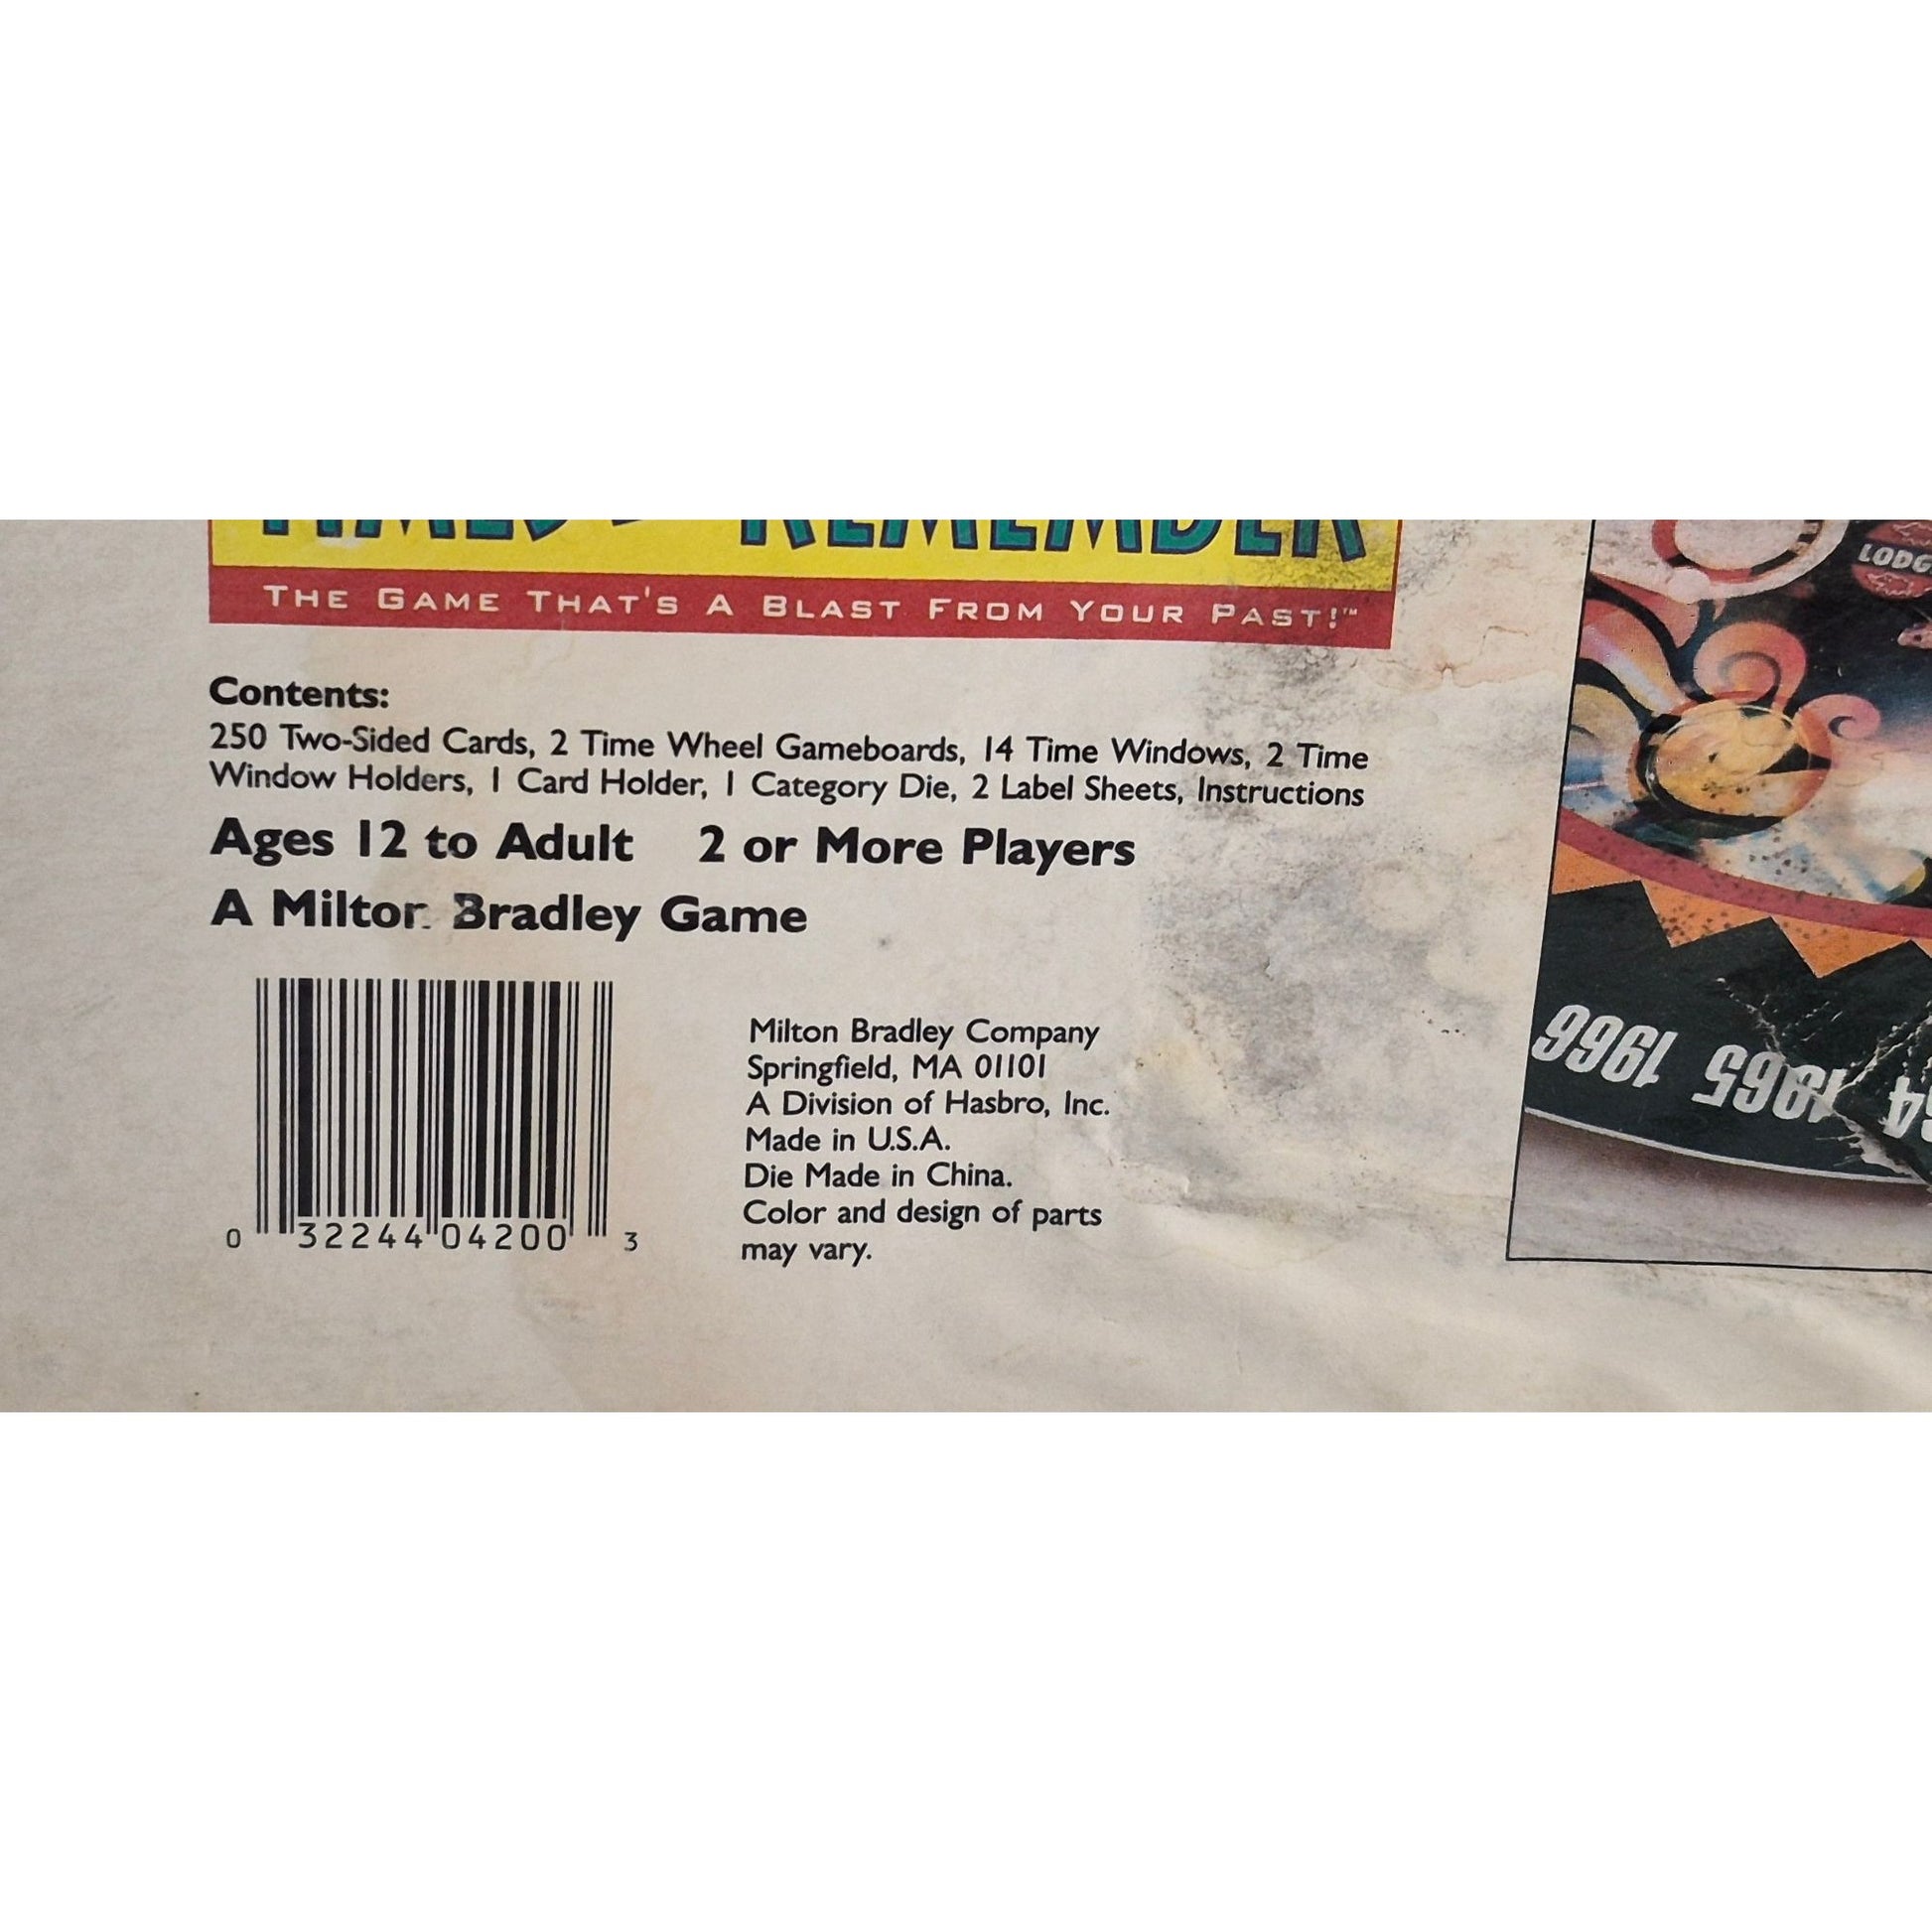 REMEMBER
THE GAME THAT'S A BLAST FROM YOUR PAST!™
Contents:
250 Two-Sided Cards, 2 Time Wheel Gameboards, 14 Time Windows, 2 Time
Window Holders, 1 Card Holder, 1 Category Die, 2 Label Sheets, Instructions
Ages 12 to Adult 2 or More Players
A Milton Bradley Game
0 32244 04200 3
Milton Bradley Company
Springfield, MA 01101
A Division of Hasbro, Inc.
Made in U.S.A.
Die Made in China.
Color and design of parts
may vary.
LODG
1966 1965